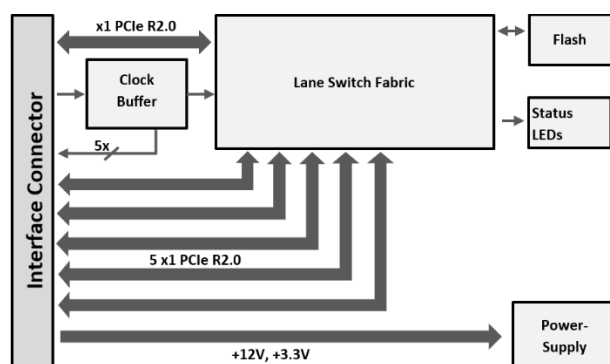 x1 PCIe R2.0
Flash
Clock
Buffer
Lane Switch Fabric
Status
LEDs
5x
Interface Connector
5 x1 PCIe R2.0
Power-
Supply
+12V, +3.3V